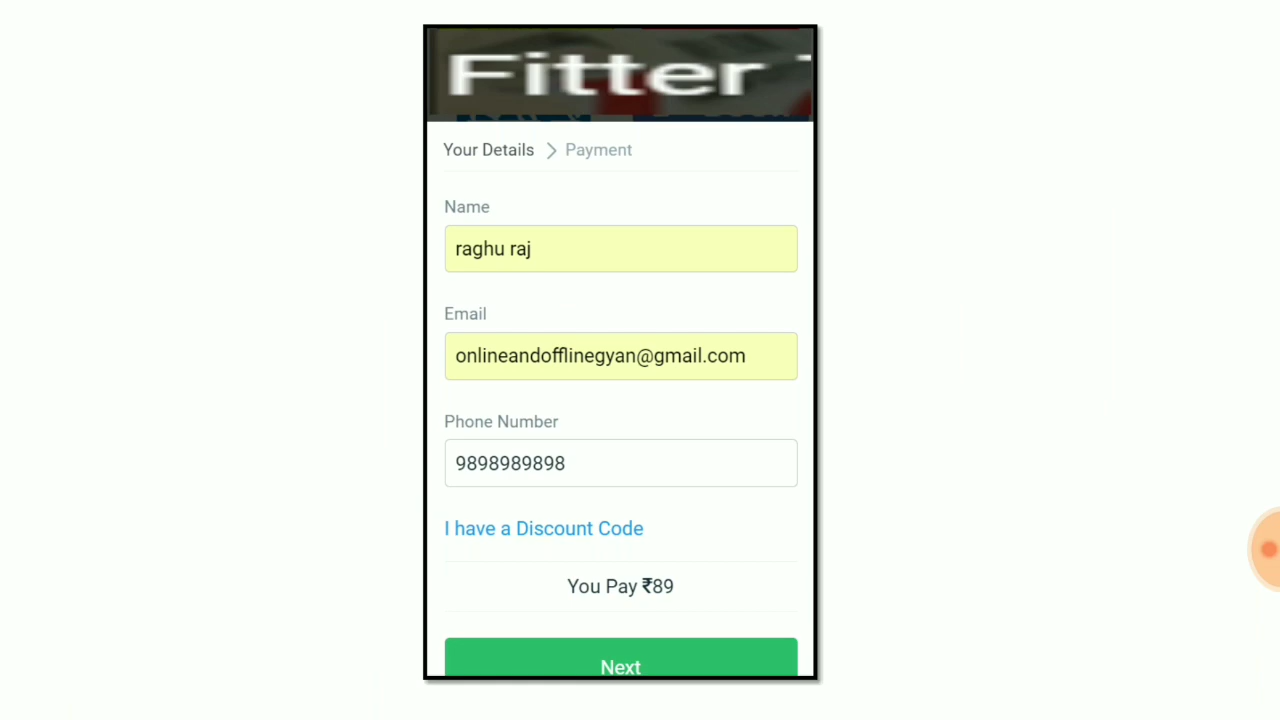 Fitter
Your Details > Payment
Name
raghu raj
Email
onlineandofflinegyan@gmail.com
Phone Number
9898989898
I have a Discount Code
You Pay ₹89
Next